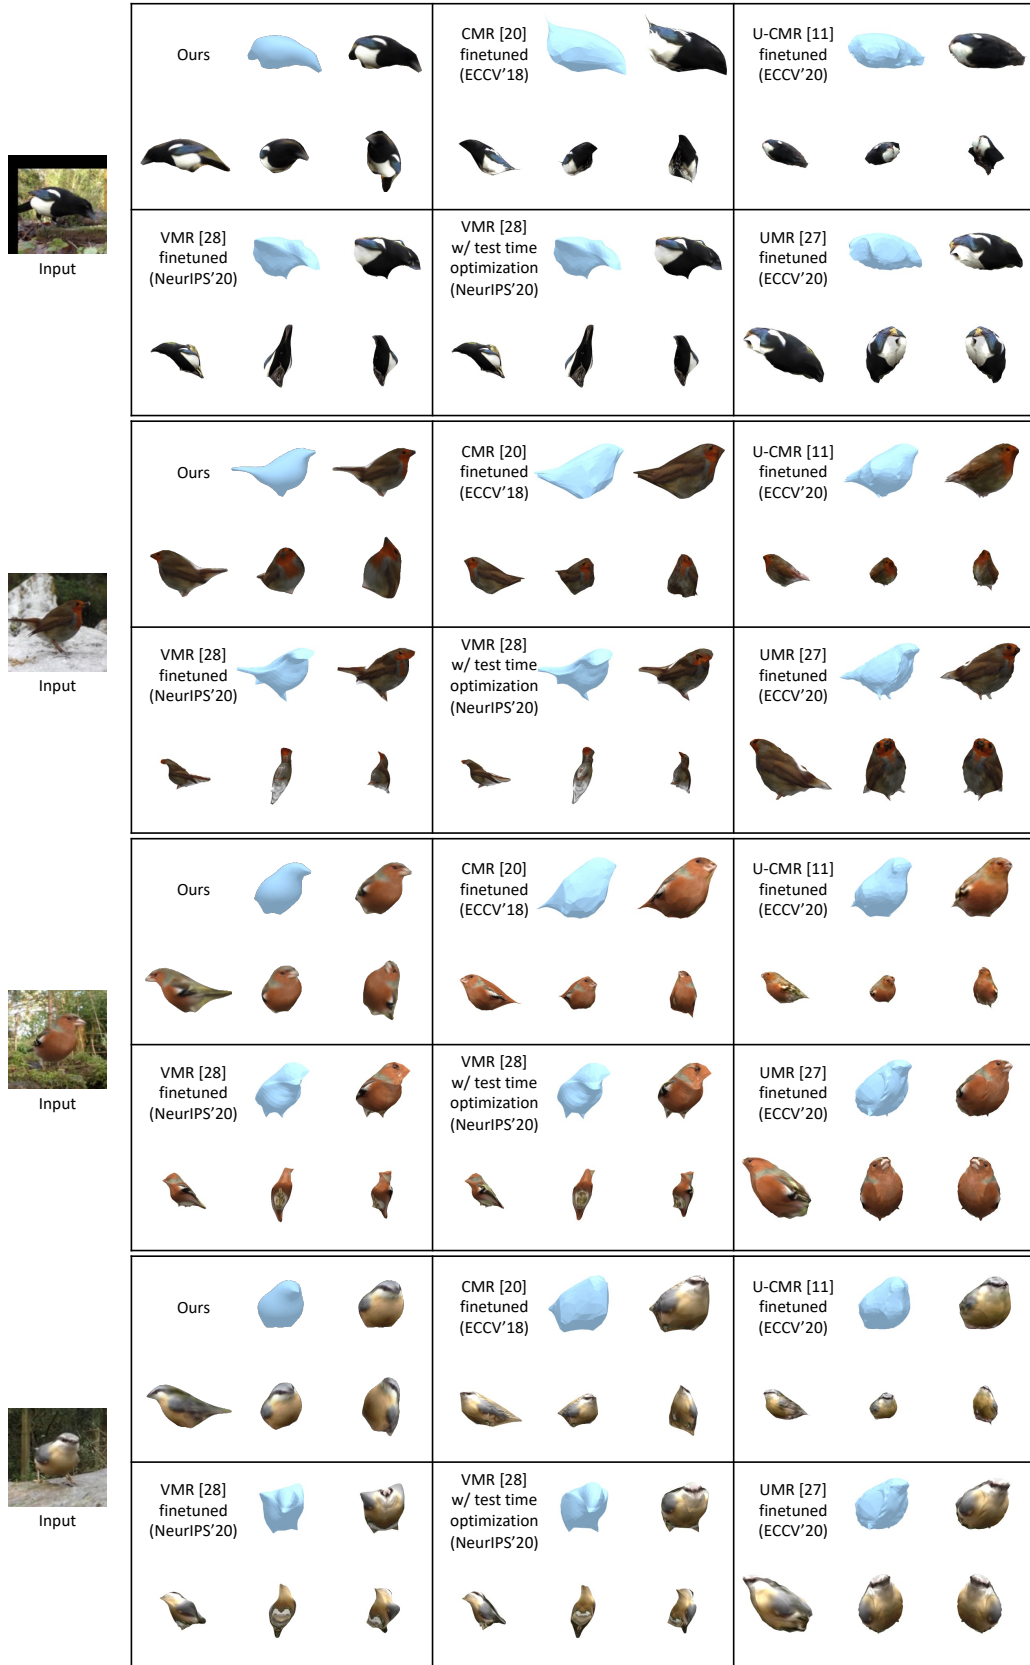 Ours
CMR [20]
finetuned
(ECCV'18)
U-CMR [11]
finetuned
(ECCV'20)
Input
VMR [28]
finetuned
(NeurIPS'20)
VMR [28]
w/ test time
optimization
(NeurIPS'20)
UMR [27]
finetuned
(ECCV'20)
Ours
CMR [20]
finetuned
(ECCV'18)
U-CMR [11]
finetuned
(ECCV'20)
Input
VMR [28]
finetuned
(NeurIPS'20)
VMR [28]
w/ test time
optimization
(NeurIPS'20)
UMR [27]
finetuned
(ECCV'20)
Ours
CMR [20]
finetuned
(ECCV'18)
U-CMR [11]
finetuned
(ECCV'20)
Input
VMR [28]
finetuned
(NeurIPS'20)
VMR [28]
w/ test time
optimization
(NeurIPS'20)
UMR [27]
finetuned
(ECCV'20)
Ours
CMR [20]
finetuned
(ECCV'18)
U-CMR [11]
finetuned
(ECCV'20)
Input
VMR [28]
finetuned
(NeurIPS'20)
VMR [28]
w/ test time
optimization
(NeurIPS'20)
UMR [27]
finetuned
(ECCV'20)